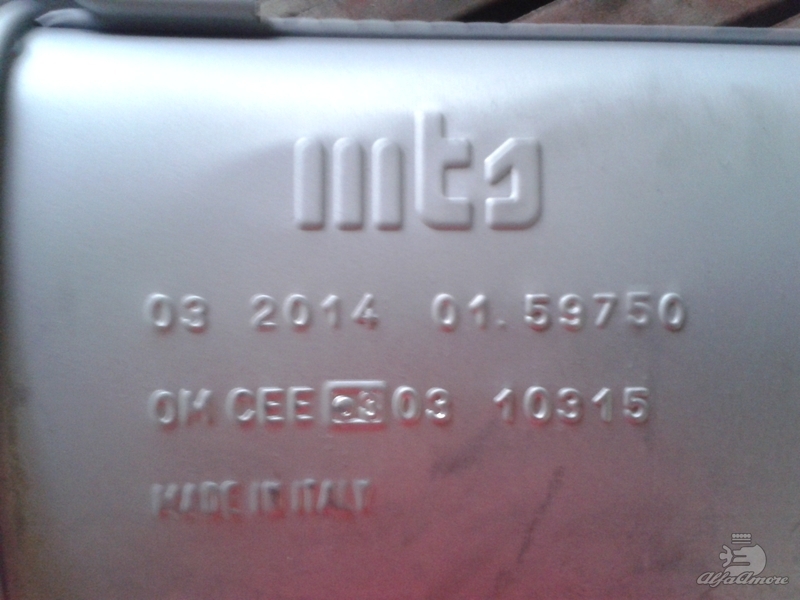 mts
03 2014 01.59750
OM CEE e3 03 10315
MADE IN ITALY
AlfaAmore